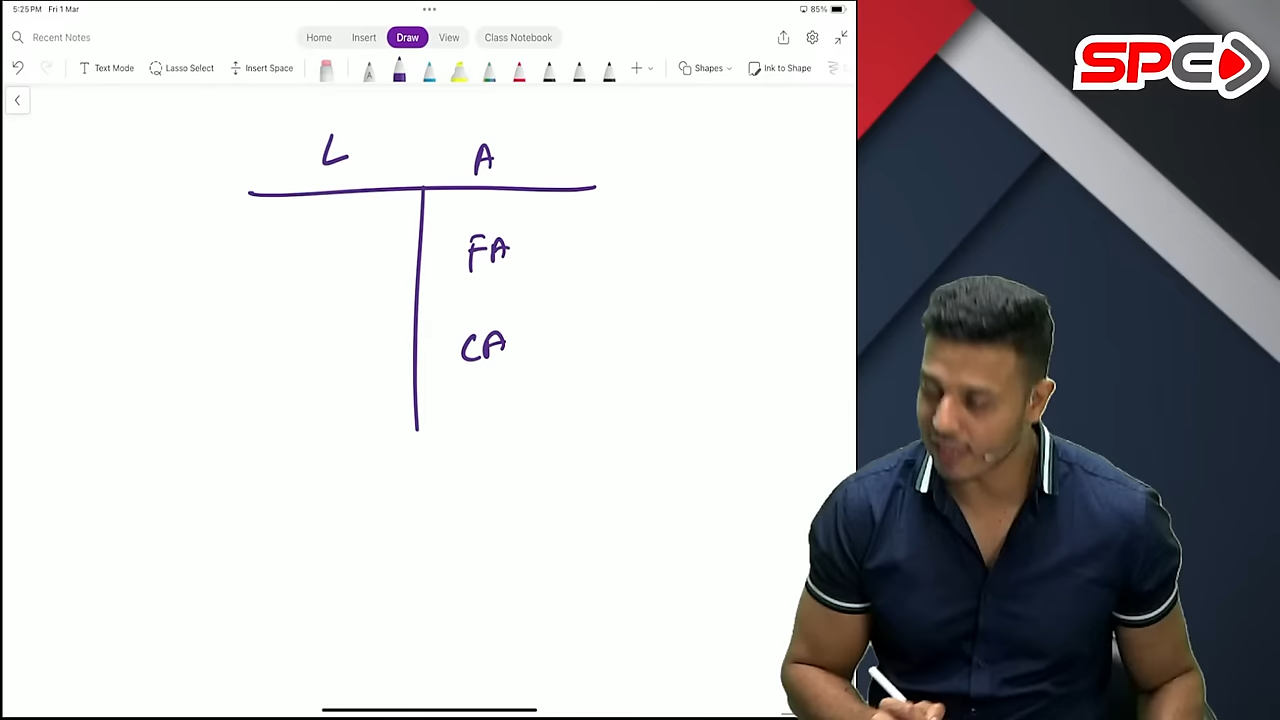 5:25 PM Fri 1 Mar
85%
Recent Notes
Home Insert Draw View Class Notebook
Text Mode Lasso Select Insert Space Shapes Ink to Shape
SPC
L A
FA
CA